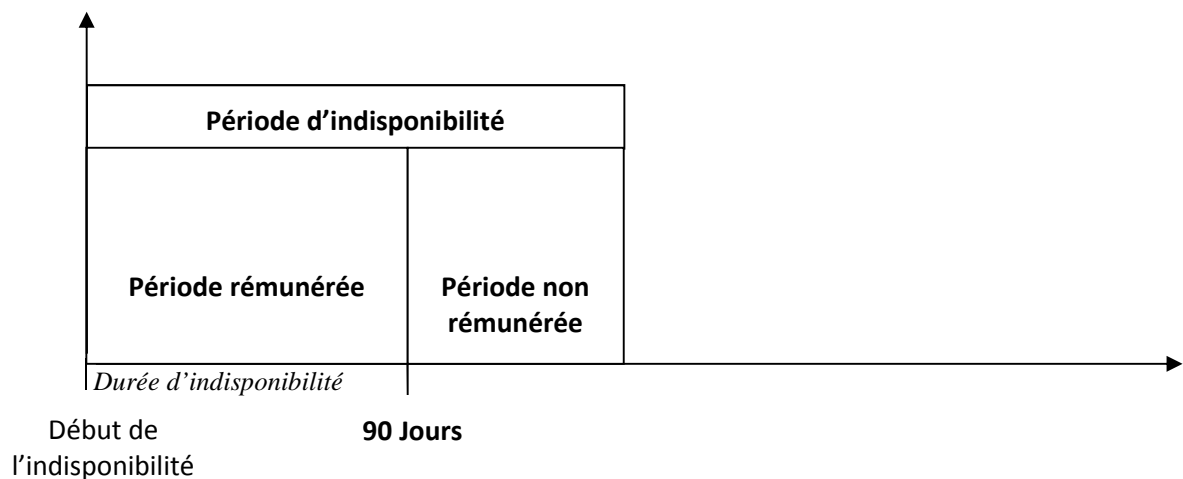 Période d’indisponibilité
Période rémunérée
Période non
rémunérée
Durée d’indisponibilité
Début de
l’indisponibilité
90 Jours